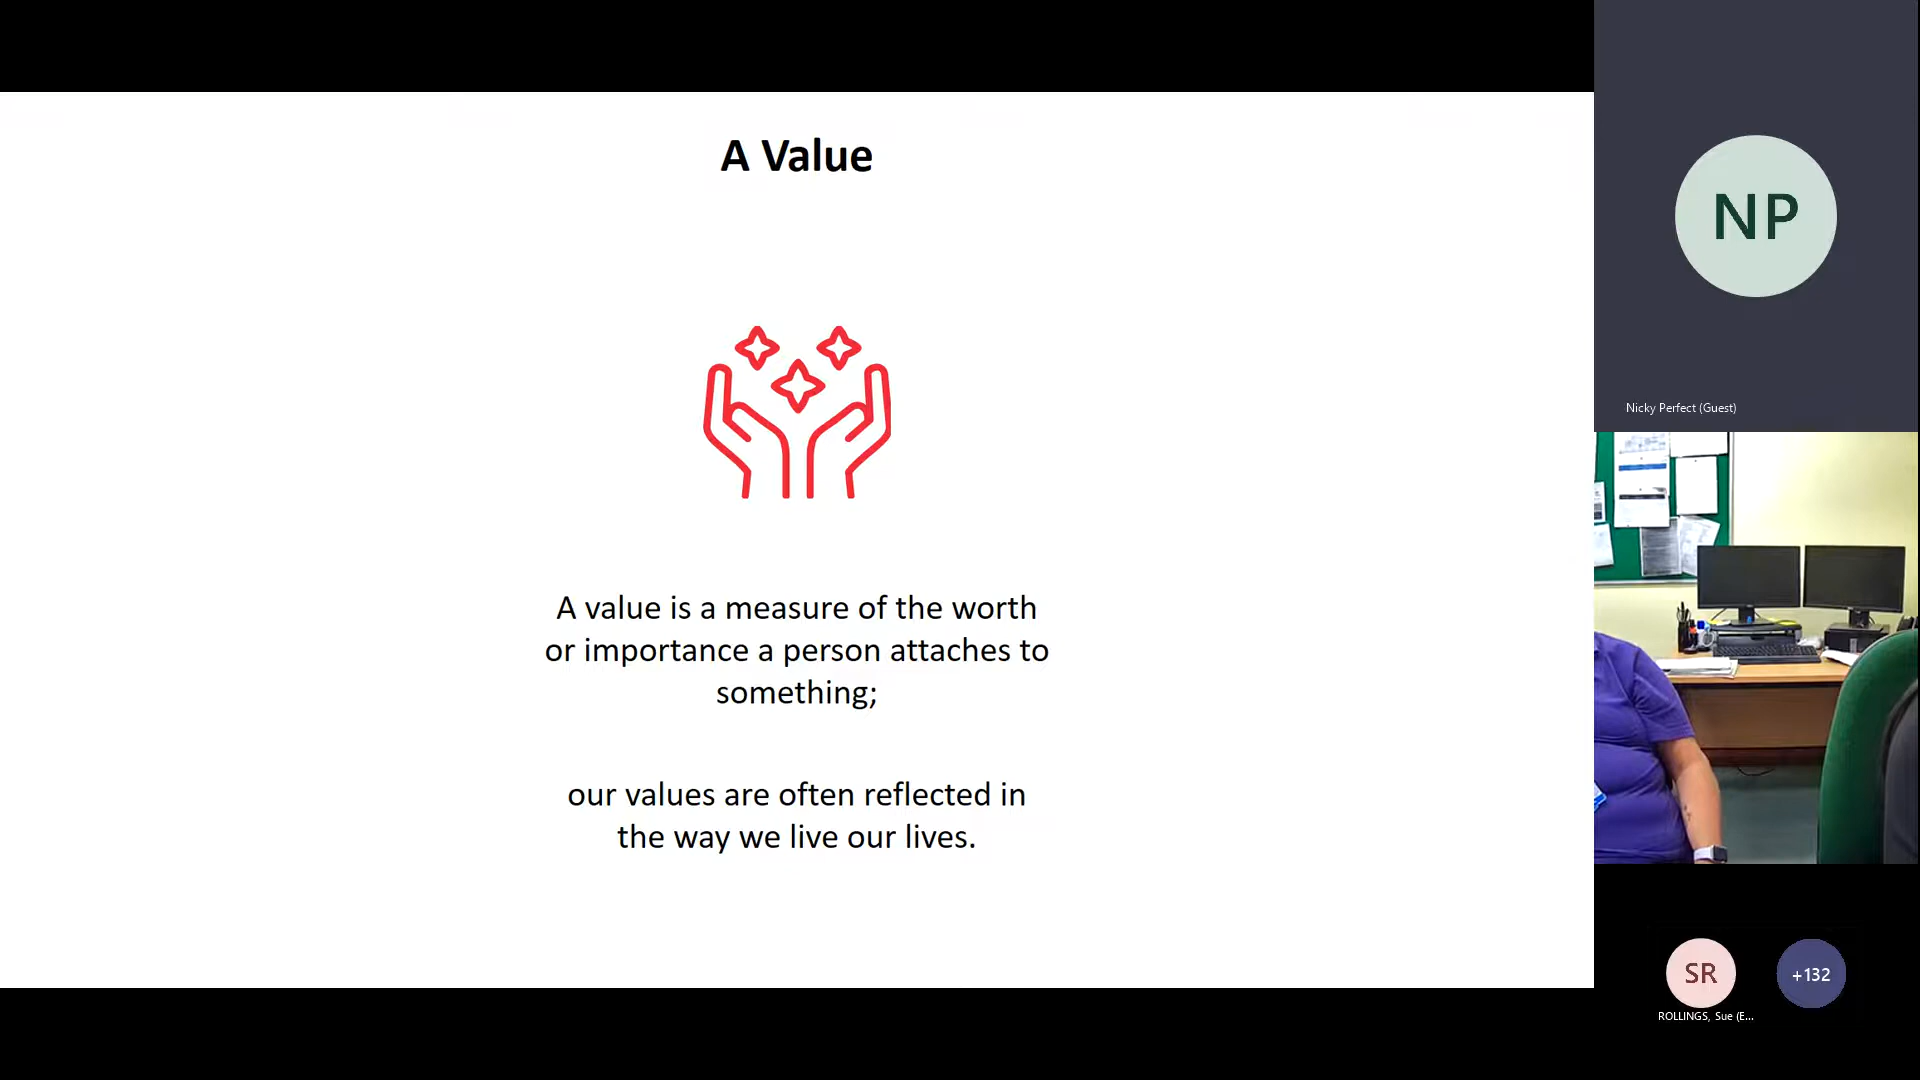 A Value
A value is a measure of the worth
or importance a person attaches to
something;
our values are often reflected in
the way we live our lives.
NP
Nicky Perfect (Guest)
SR
+132
ROLLINGS, Sue (E...